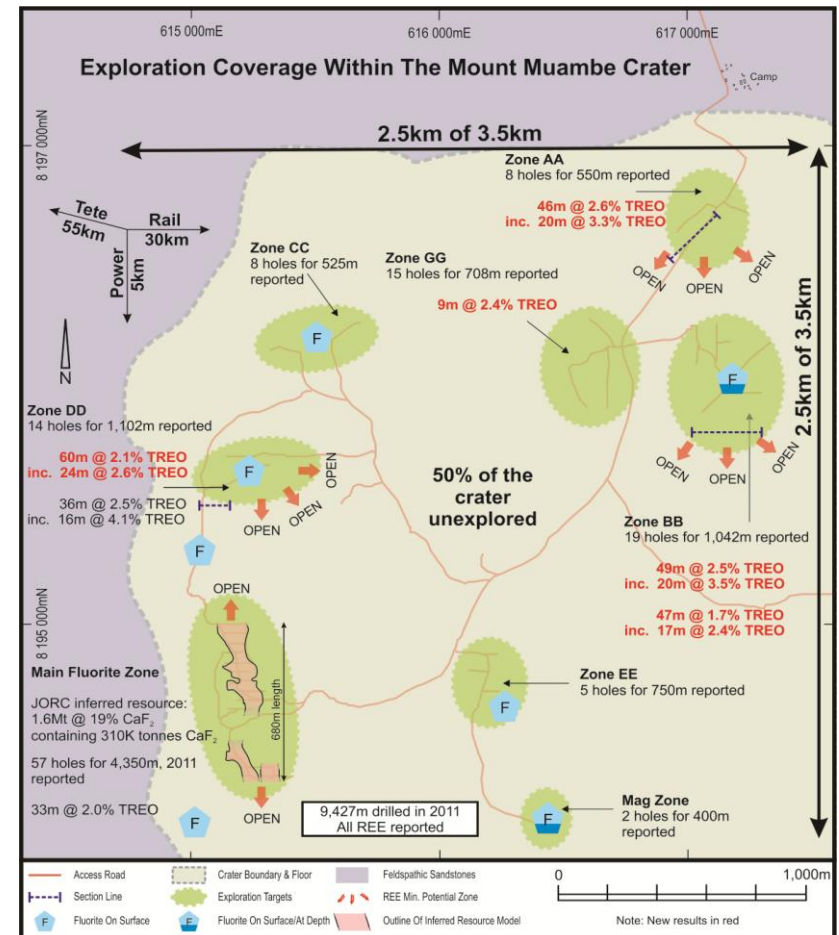 615 000mE
616 000mE
617 000mE
Exploration Coverage Within The Mount Muambe Crater
Camp
8 197 000mN
2.5km of 3.5km
Zone AA
8 holes for 550m reported
46m @ 2.6% TREO
inc. 20m @ 3.3% TREO
OPEN
OPEN
OPEN
Tete
55km
Rail
30km
Power
5km
N
Zone CC
8 holes for 525m
reported
F
Zone GG
15 holes for 708m reported
9m @ 2.4% TREO
F
2.5km of 3.5km
OPEN
OPEN
OPEN
Zone DD
14 holes for 1,102m reported
60m @ 2.1% TREO
inc. 24m @ 2.6% TREO
36m @ 2.5% TREO
inc. 16m @ 4.1% TREO
F
OPEN
OPEN
OPEN
F
50% of the
crater
unexplored
Zone BB
19 holes for 1,042m reported
49m @ 2.5% TREO
inc. 20m @ 3.5% TREO
47m @ 1.7% TREO
inc. 17m @ 2.4% TREO
8 195 000mN
OPEN
Main Fluorite Zone
JORC inferred resource:
1.6Mt @ 19% CaF₂
containing 310K tonnes CaF₂
57 holes for 4,350m, 2011
reported
33m @ 2.0% TREO
680m length
OPEN
F
Zone EE
5 holes for 750m reported
F
9,427m drilled in 2011
All REE reported
Mag Zone
2 holes for 400m
reported
F
Access Road
Crater Boundary & Floor
Feldspathic Sandstones
Section Line
Exploration Targets
REE Min. Potential Zone
F
Fluorite On Surface
F
Fluorite On Surface/At Depth
Outline Of Inferred Resource Model
0
1,000m
Note: New results in red